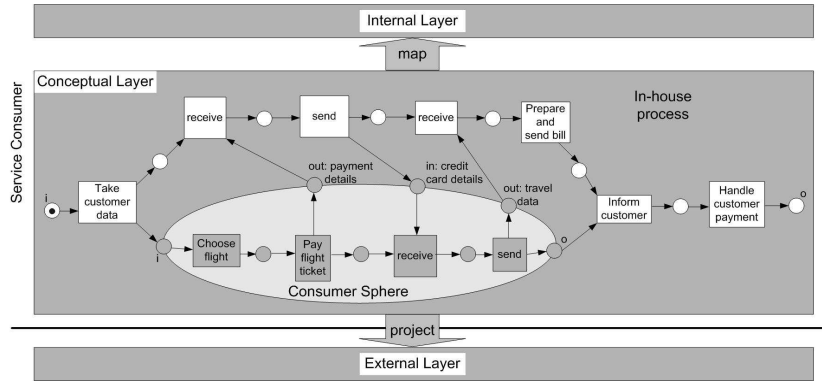 Internal Layer
map
Service Consumer
Conceptual Layer
In-house
process
receive
send
receive
Prepare
and
send bill
i
Take
customer
data
out: payment
details
in: credit
card details
out: travel
data
Inform
customer
Handle
customer
payment
o
i
Choose
flight
Pay
flight
ticket
receive
send
o
Consumer Sphere
project
External Layer